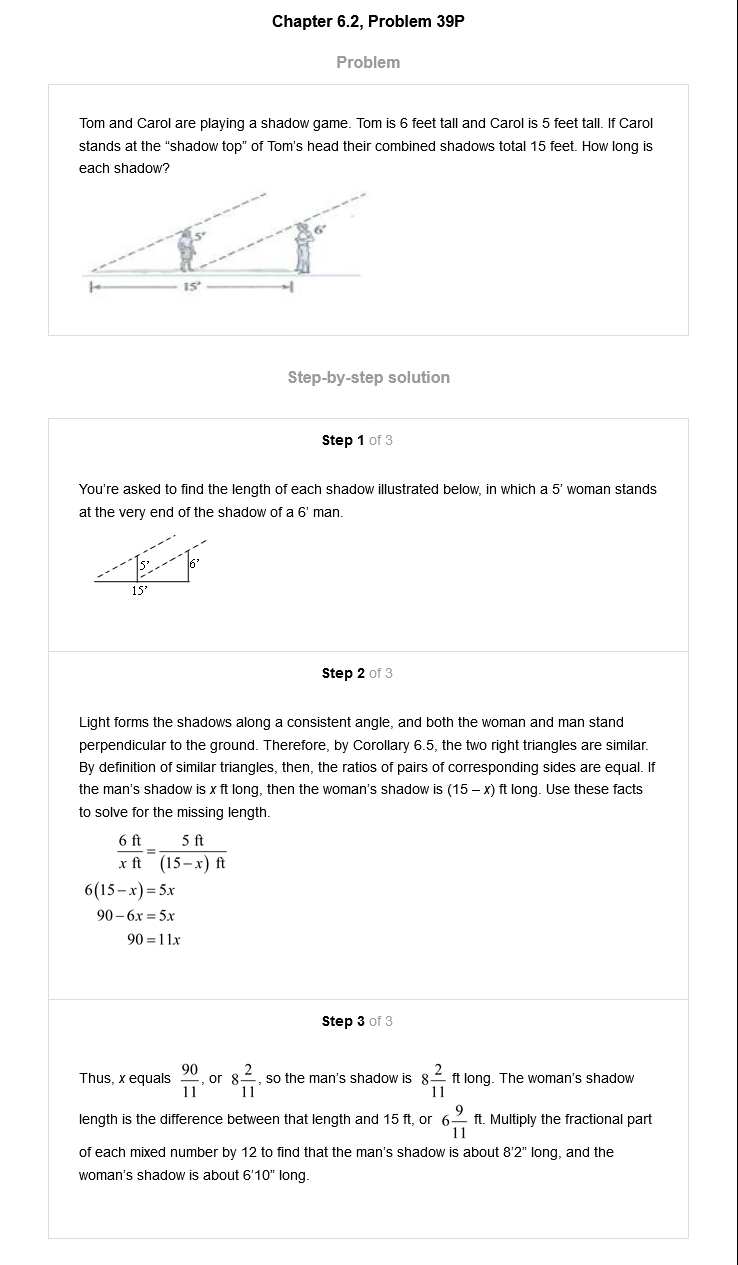 Chapter 6.2, Problem 39P
Problem
Tom and Carol are playing a shadow game. Tom is 6 feet tall and Carol is 5 feet tall. If Carol
stands at the “shadow top” of Tom’s head their combined shadows total 15 feet. How long is
each shadow?
5'
6'
15'
Step-by-step solution
Step 1 of 3
You’re asked to find the length of each shadow illustrated below, in which a 5’ woman stands
at the very end of the shadow of a 6’ man.
5’
6’
15’
Step 2 of 3
Light forms the shadows along a consistent angle, and both the woman and man stand
perpendicular to the ground. Therefore, by Corollary 6.5, the two right triangles are similar.
By definition of similar triangles, then, the ratios of pairs of corresponding sides are equal. If
the man’s shadow is x ft long, then the woman’s shadow is (15 – x) ft long. Use these facts
to solve for the missing length.
6 ft / x ft = 5 ft / (15 − x) ft
6(15 − x) = 5x
90 − 6x = 5x
90 = 11x
Step 3 of 3
Thus, x equals 90/11, or 8 2/11, so the man’s shadow is 8 2/11 ft long. The woman’s shadow
length is the difference between that length and 15 ft, or 6 9/11 ft. Multiply the fractional part
of each mixed number by 12 to find that the man’s shadow is about 8’2” long, and the
woman’s shadow is about 6’10” long.